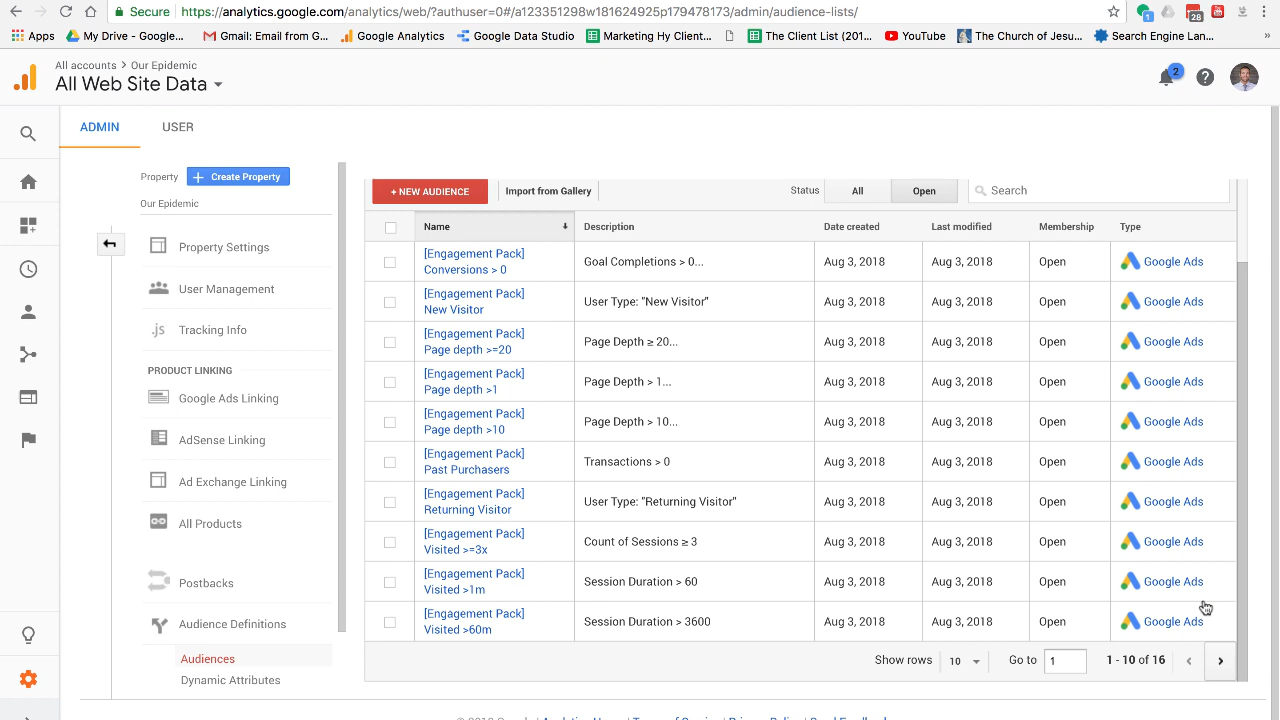 Secure https://analytics.google.com/analytics/web/?authuser=0#/a123351298w181624925p179478173/admin/audience-lists/
1 28
Apps My Drive - Google... Gmail: Email from G... Google Analytics Google Data Studio Marketing Hy Client... The Client List (201... YouTube The Church of Jesu... Search Engine Lan... »
All accounts > Our Epidemic
All Web Site Data
2
ADMIN USER
Property + Create Property
Our Epidemic
Property Settings
User Management
.js Tracking Info
PRODUCT LINKING
Google Ads Linking
AdSense Linking
Ad Exchange Linking
All Products
Postbacks
Audience Definitions
Audiences
Dynamic Attributes
+ NEW AUDIENCE Import from Gallery Status All Open Search
Name Description Date created Last modified Membership Type
[Engagement Pack]
Conversions > 0 Goal Completions > 0... Aug 3, 2018 Aug 3, 2018 Open Google Ads
[Engagement Pack]
New Visitor User Type: "New Visitor" Aug 3, 2018 Aug 3, 2018 Open Google Ads
[Engagement Pack]
Page depth >=20 Page Depth ≥ 20... Aug 3, 2018 Aug 3, 2018 Open Google Ads
[Engagement Pack]
Page depth >1 Page Depth > 1... Aug 3, 2018 Aug 3, 2018 Open Google Ads
[Engagement Pack]
Page depth >10 Page Depth > 10... Aug 3, 2018 Aug 3, 2018 Open Google Ads
[Engagement Pack]
Past Purchasers Transactions > 0 Aug 3, 2018 Aug 3, 2018 Open Google Ads
[Engagement Pack]
Returning Visitor User Type: "Returning Visitor" Aug 3, 2018 Aug 3, 2018 Open Google Ads
[Engagement Pack]
Visited >=3x Count of Sessions ≥ 3 Aug 3, 2018 Aug 3, 2018 Open Google Ads
[Engagement Pack]
Visited >1m Session Duration > 60 Aug 3, 2018 Aug 3, 2018 Open Google Ads
[Engagement Pack]
Visited >60m Session Duration > 3600 Aug 3, 2018 Aug 3, 2018 Open Google Ads
Show rows 10 Go to 1 1 - 10 of 16